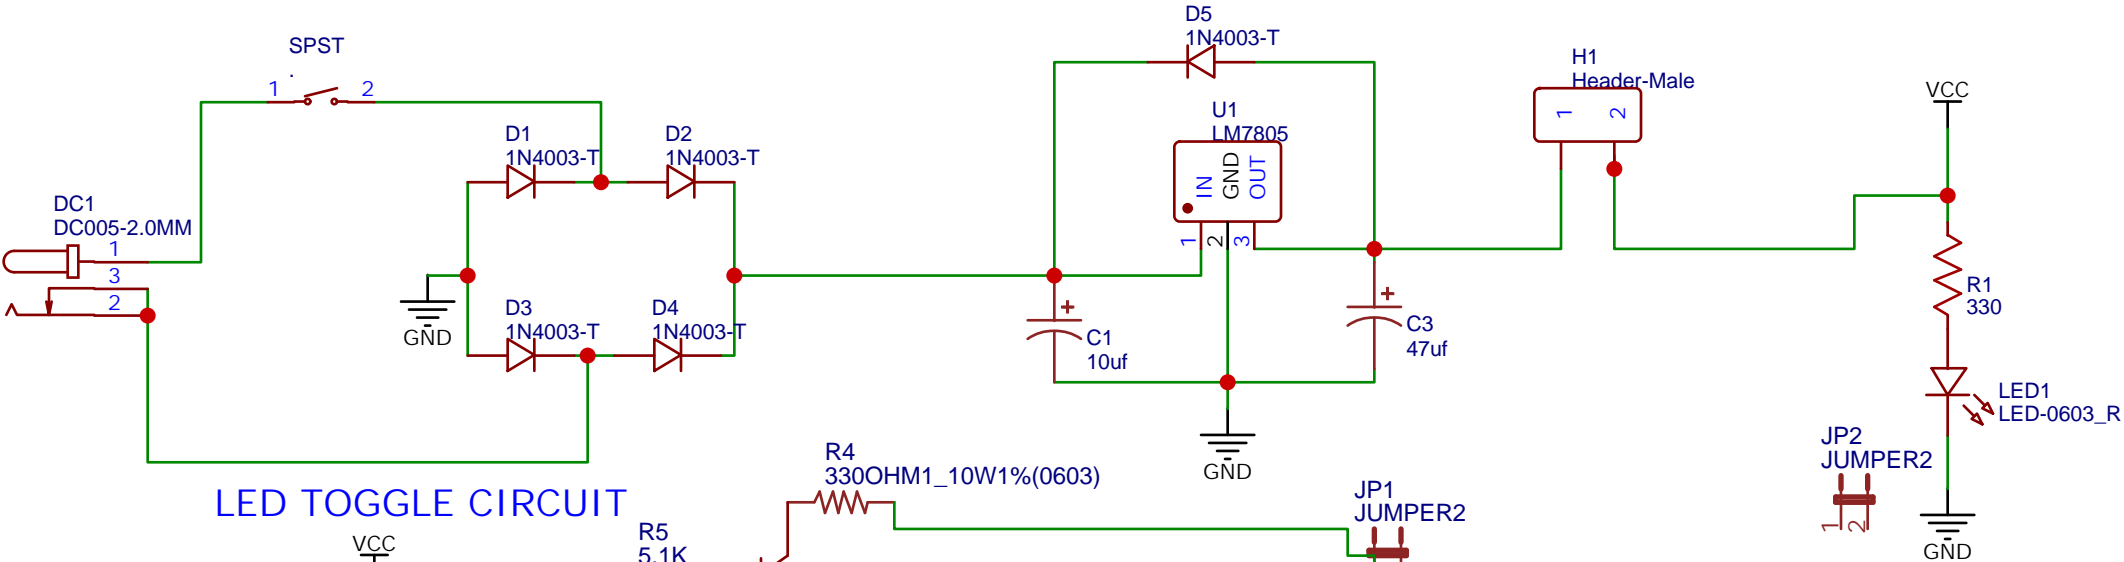 SPST
.
1 2
D5
1N4003-T
H1
Header-Male
1 2
VCC
U1
LM7805
IN GND OUT
1 2 3
D1
1N4003-T
D2
1N4003-T
DC1
DC005-2.0MM
1
3
2
GND
D3
1N4003-T
D4
1N4003-T
C1
10uf
C3
47uf
R1
330
LED1
LED-0603_R
GND
JP2
JUMPER2
1 2
GND
LED TOGGLE CIRCUIT
R4
330OHM1_10W1%(0603)
JP1
JUMPER2
R5
5.1K
VCC